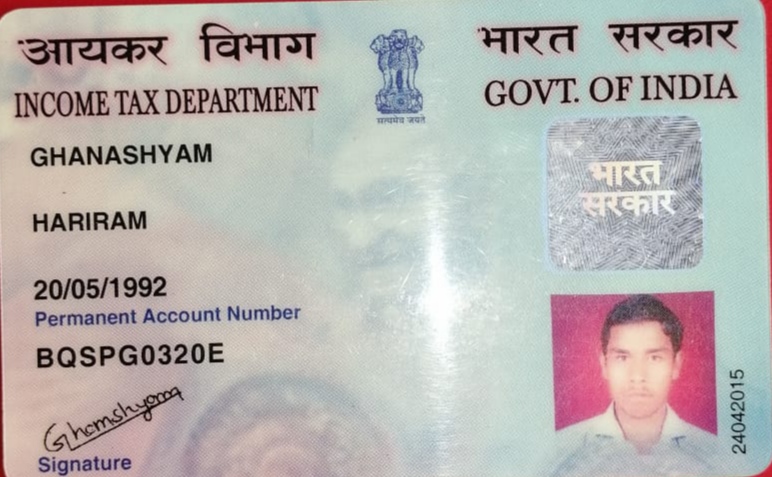 आयकर विभाग
INCOME TAX DEPARTMENT
सत्यमेव जयते
भारत सरकार
GOVT. OF INDIA
भारत
सरकार
GHANASHYAM
HARIRAM
20/05/1992
Permanent Account Number
BQSPG0320E
Ghamshyam
Signature
24042015